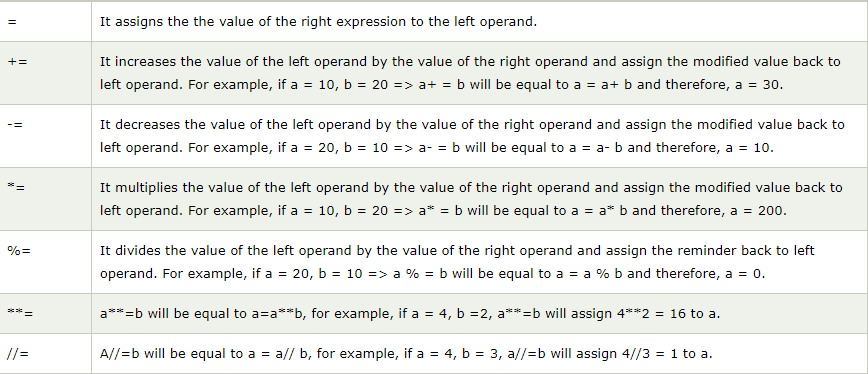 = It assigns the the value of the right expression to the left operand.
+= It increases the value of the left operand by the value of the right operand and assign the modified value back to
left operand. For example, if a = 10, b = 20 => a+ = b will be equal to a = a+ b and therefore, a = 30.
-= It decreases the value of the left operand by the value of the right operand and assign the modified value back to
left operand. For example, if a = 20, b = 10 => a- = b will be equal to a = a- b and therefore, a = 10.
*= It multiplies the value of the left operand by the value of the right operand and assign the modified value back to
left operand. For example, if a = 10, b = 20 => a* = b will be equal to a = a* b and therefore, a = 200.
%= It divides the value of the left operand by the value of the right operand and assign the reminder back to left
operand. For example, if a = 20, b = 10 => a % = b will be equal to a = a % b and therefore, a = 0.
**= a**=b will be equal to a=a**b, for example, if a = 4, b =2, a**=b will assign 4**2 = 16 to a.
//= A//=b will be equal to a = a// b, for example, if a = 4, b = 3, a//=b will assign 4//3 = 1 to a.